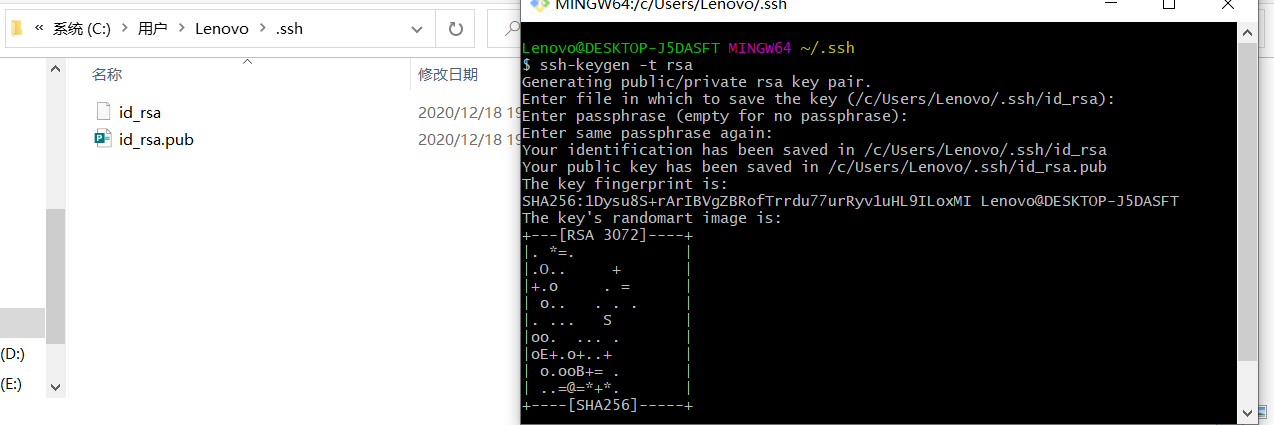 « 系统 (C:) > 用户 > Lenovo > .ssh
名称
修改日期
id_rsa
2020/12/18 19
id_rsa.pub
2020/12/18 19
(D:)
(E:)
MINGW64:/c/Users/Lenovo/.ssh
Lenovo@DESKTOP-J5DASFT MINGW64 ~/.ssh
$ ssh-keygen -t rsa
Generating public/private rsa key pair.
Enter file in which to save the key (/c/Users/Lenovo/.ssh/id_rsa):
Enter passphrase (empty for no passphrase):
Enter same passphrase again:
Your identification has been saved in /c/Users/Lenovo/.ssh/id_rsa
Your public key has been saved in /c/Users/Lenovo/.ssh/id_rsa.pub
The key fingerprint is:
SHA256:1Dysu8S+rArIBVgZBRofTrrdu77urRyv1uHL9ILoxMI Lenovo@DESKTOP-J5DASFT
The key's randomart image is:
+---[RSA 3072]----+
|. *=.            |
|.O..     +       |
|+.o     . =      |
| o..   . . .     |
|. ...   S        |
|oo.  ... .       |
|oE+.o+..+        |
| o.ooB+= .       |
| ..=@=*+*.       |
+----[SHA256]-----+